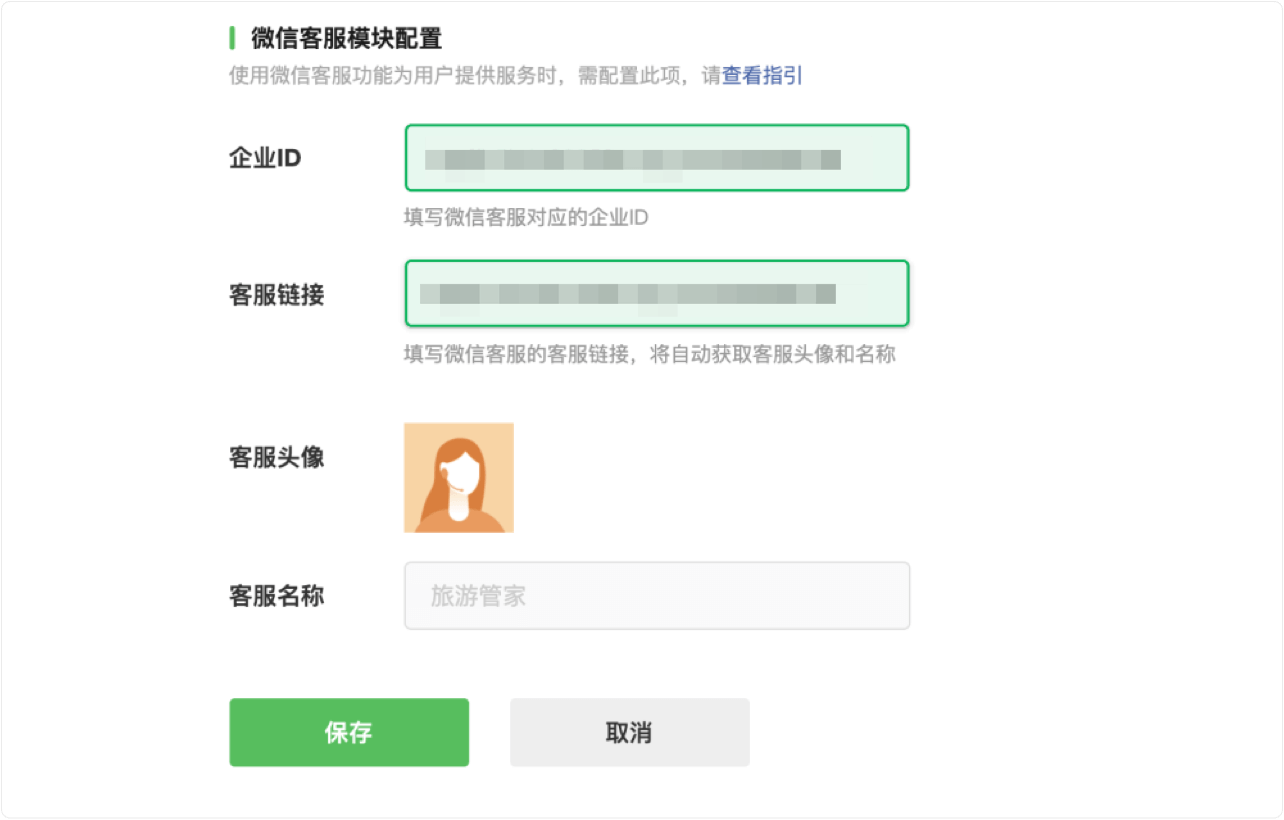 微信客服模块配置
使用微信客服功能为用户提供服务时，需配置此项，请查看指引
企业ID
填写微信客服对应的企业ID
客服链接
填写微信客服的客服链接，将自动获取客服头像和名称
客服头像
客服名称
旅游管家
保存
取消